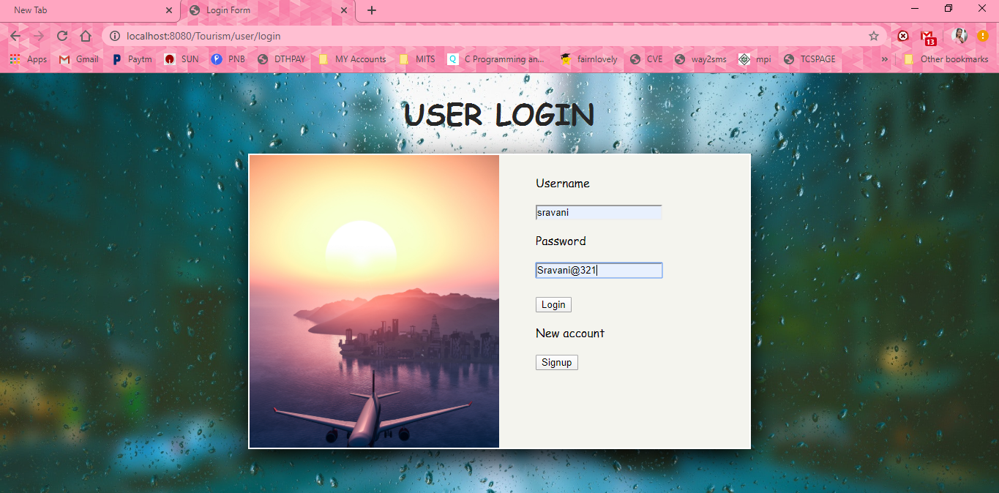 New Tab
Login Form
localhost:8080/Tourism/user/login
13
Apps Gmail Paytm SUN PNB DTHPAY MY Accounts MITS C Programming an... fairnlovely CVE way2sms mpi TCSPAGE » Other bookmarks
USER LOGIN
Username
sravani
Password
Sravani@321
Login
New account
Signup